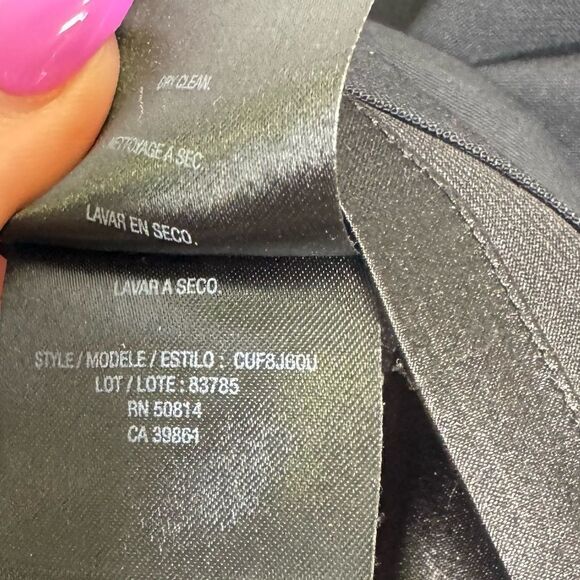 DRY CLEAN.
NETTOYAGE A SEC.
LAVAR EN SECO.
LAVAR A SECO.
STYLE / MODÈLE / ESTILO : CUF8J60U
LOT / LOTE : 83785
RN 50814
CA 39861